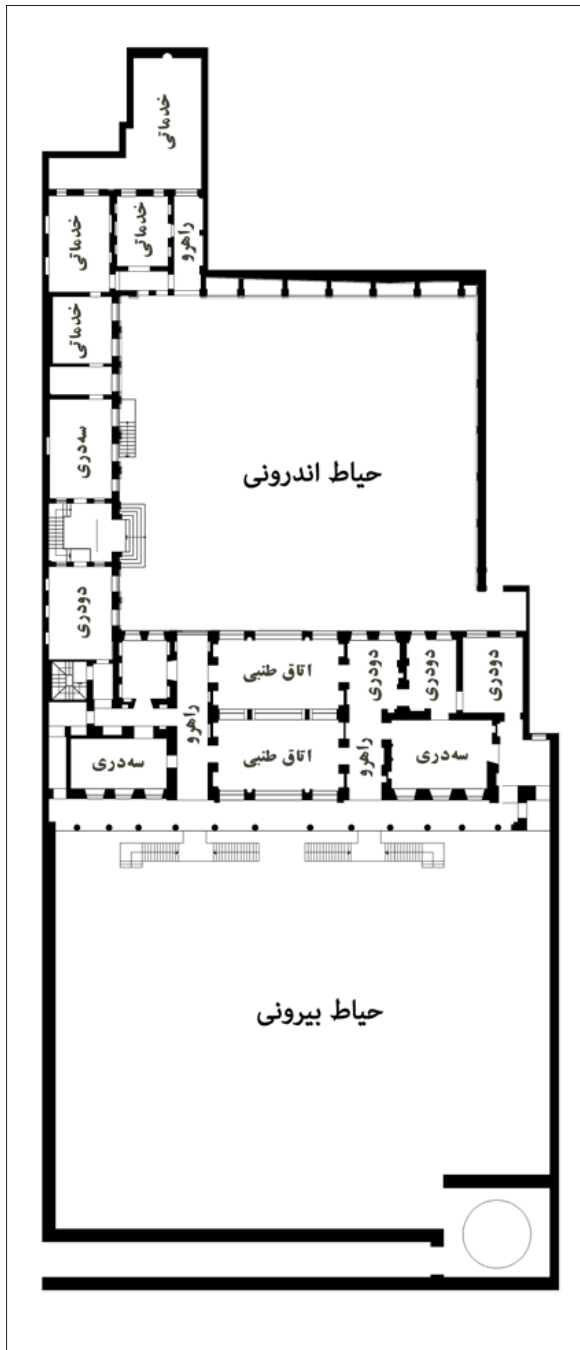 خدماتی
خدماتی
خدماتی
راهرو
خدماتی
سه‌دری
حیاط اندرونی
دودری
اتاق طنبی
دودری
دودری
دودری
راهرو
اتاق طنبی
راهرو
سه‌دری
سه‌دری
حیاط بیرونی